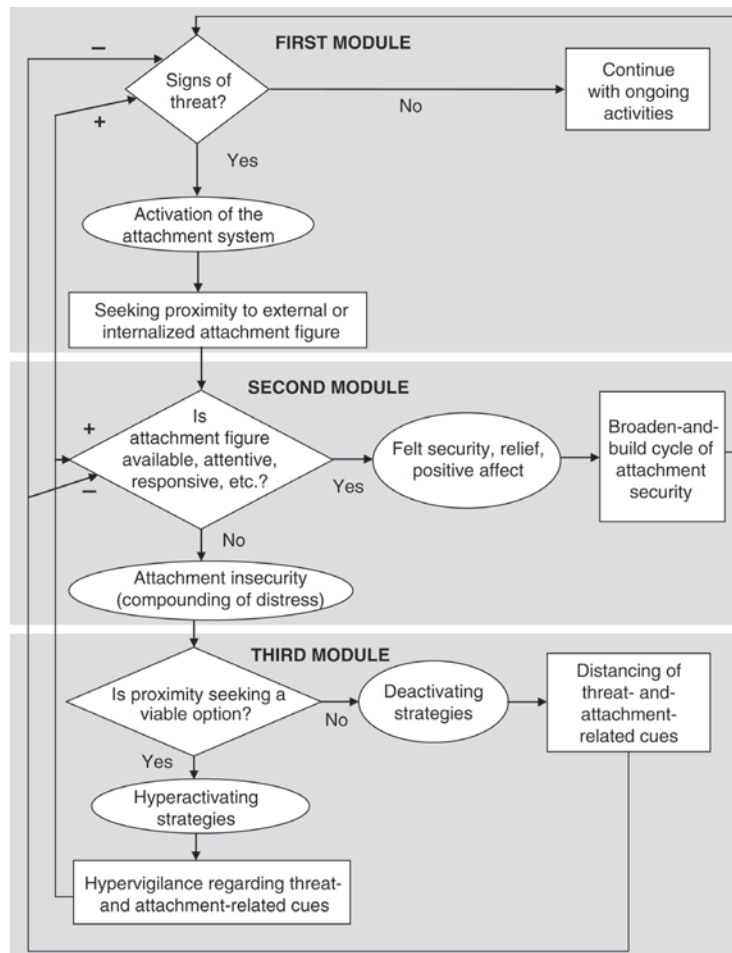 FIRST MODULE
–
Signs of
threat?
+
No
Continue
with ongoing
activities
Yes
Activation of the
attachment system
Seeking proximity to external or
internalized attachment figure
SECOND MODULE
+
Is
attachment figure
available, attentive,
responsive, etc.?
–
Yes
Felt security, relief,
positive affect
Broaden-and-
build cycle of
attachment
security
No
Attachment insecurity
(compounding of distress)
THIRD MODULE
Is proximity seeking a
viable option?
No
Deactivating
strategies
Distancing of
threat- and-
attachment-
related cues
Yes
Hyperactivating
strategies
Hypervigilance regarding threat-
and attachment-related cues